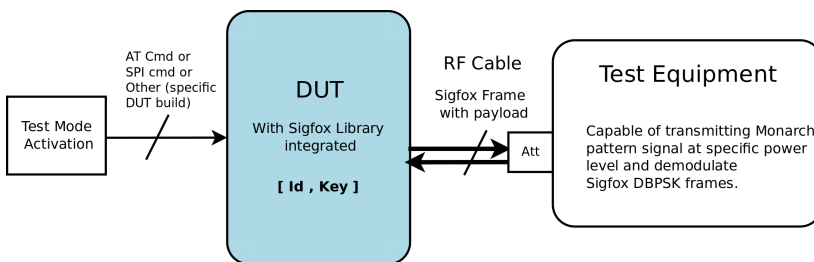 AT Cmd or
SPI cmd or
Other (specific
DUT build)
Test Mode
Activation
DUT
With Sigfox Library
integrated
[ Id , Key ]
RF Cable
Sigfox Frame
with payload
Att
Test Equipment
Capable of transmitting Monarch
pattern signal at specific power
level and demodulate
Sigfox DBPSK frames.